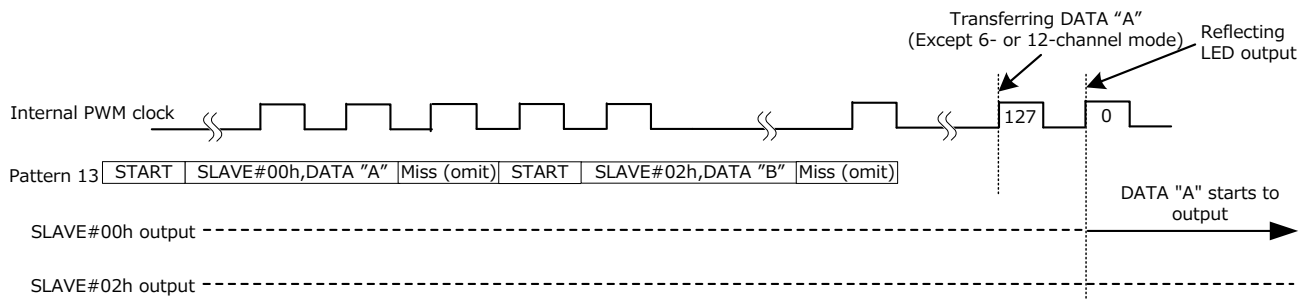 Transferring DATA “A”
(Except 6- or 12-channel mode)
Reflecting
LED output
Internal PWM clock
127
0
Pattern 13
START
SLAVE#00h,DATA ”A”
Miss (omit)
START
SLAVE#02h,DATA ”B”
Miss (omit)
DATA "A" starts to
output
SLAVE#00h output
SLAVE#02h output